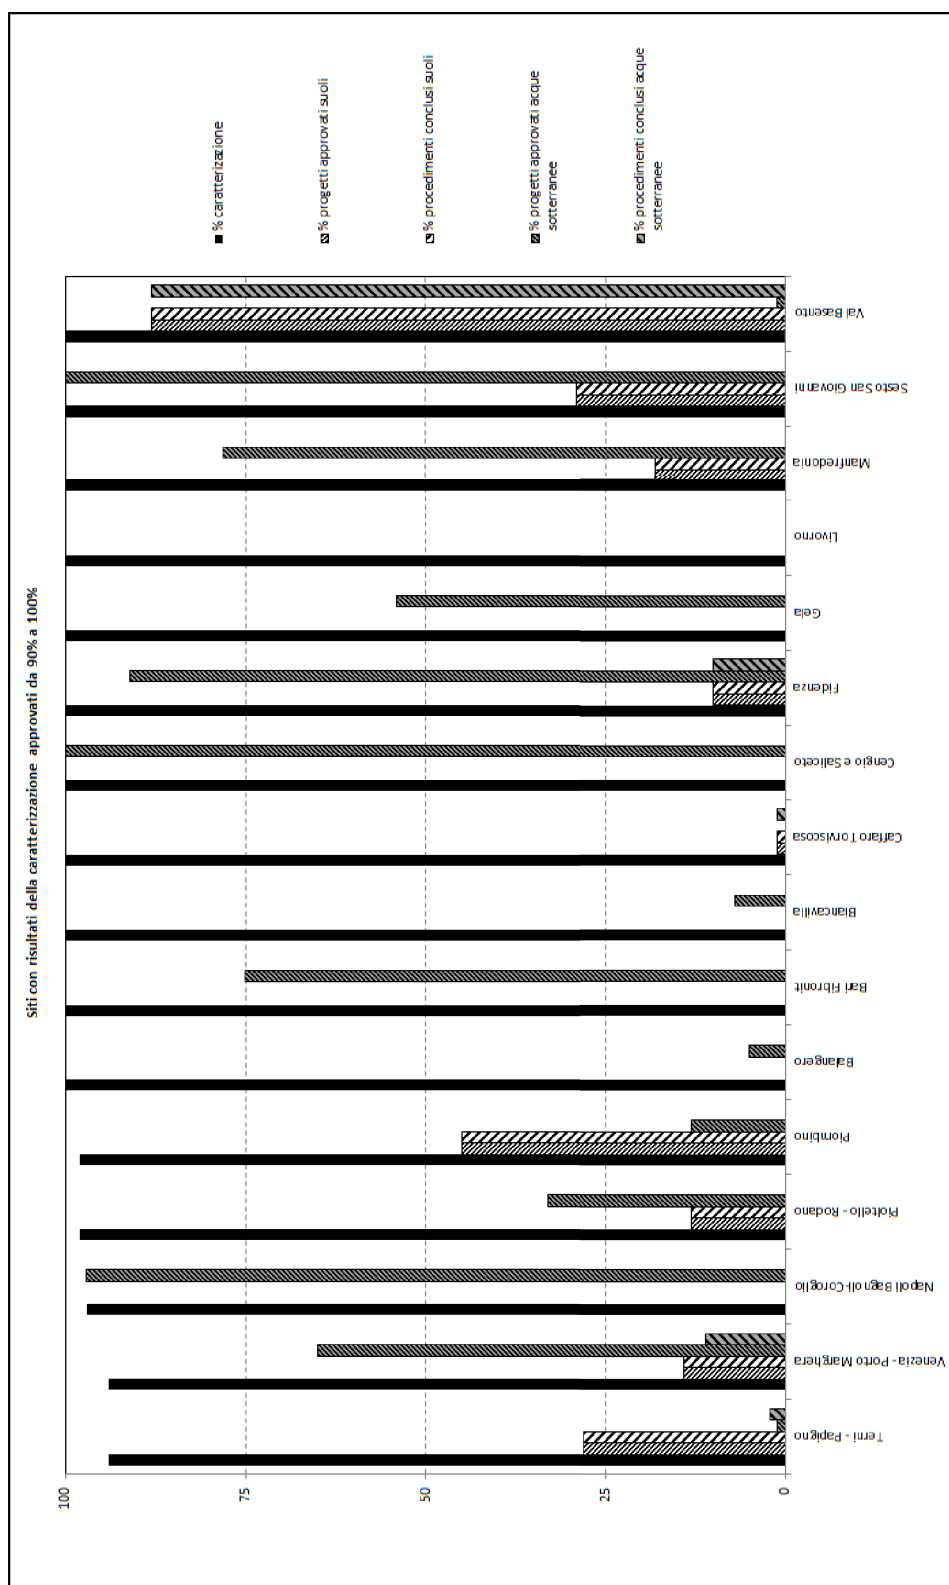 Siti con risultati della caratterizzazione approvati da 90% a 100%
100
75
50
25
0
Terni - Papigno
Venezia - Porto Marghera
Napoli Bagnoli-Coroglio
Pioltello - Rodano
Piombino
Balangero
Bari Fibronit
Biancavilla
Caffaro Torviscosa
Cengio e Saliceto
Fidenza
Gela
Livorno
Manfredonia
Sesto San Giovanni
Val Basento
% caratterizzazione
% progetti approvati suoli
% procedimenti conclusi suoli
% progetti approvati acque
sotterranee
% procedimenti conclusi acque
sotterranee